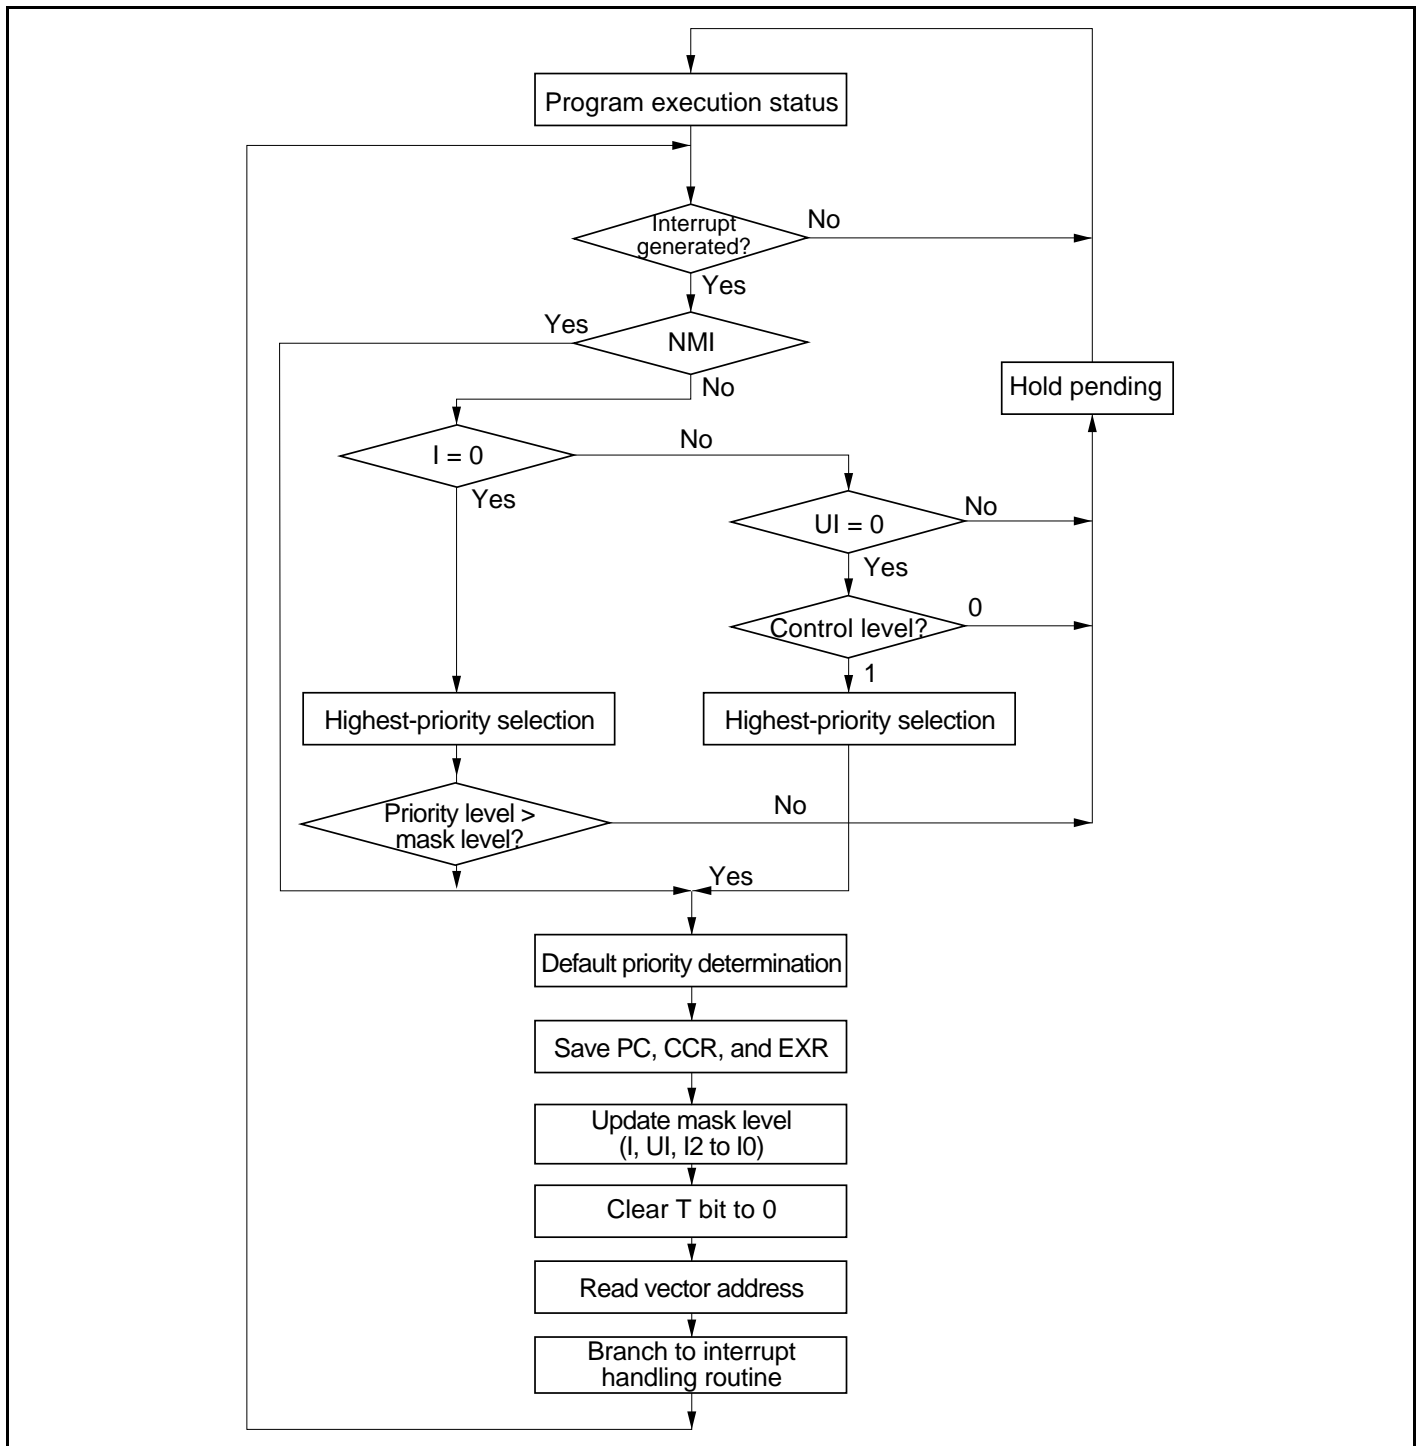 Program execution status
Interrupt
generated?
No
Yes
Yes
NMI
No
Hold pending
I = 0
No
Yes
UI = 0
No
Yes
Control level?
0
1
Highest-priority selection
Highest-priority selection
Priority level >
mask level?
No
Yes
Default priority determination
Save PC, CCR, and EXR
Update mask level
(I, UI, I2 to I0)
Clear T bit to 0
Read vector address
Branch to interrupt
handling routine